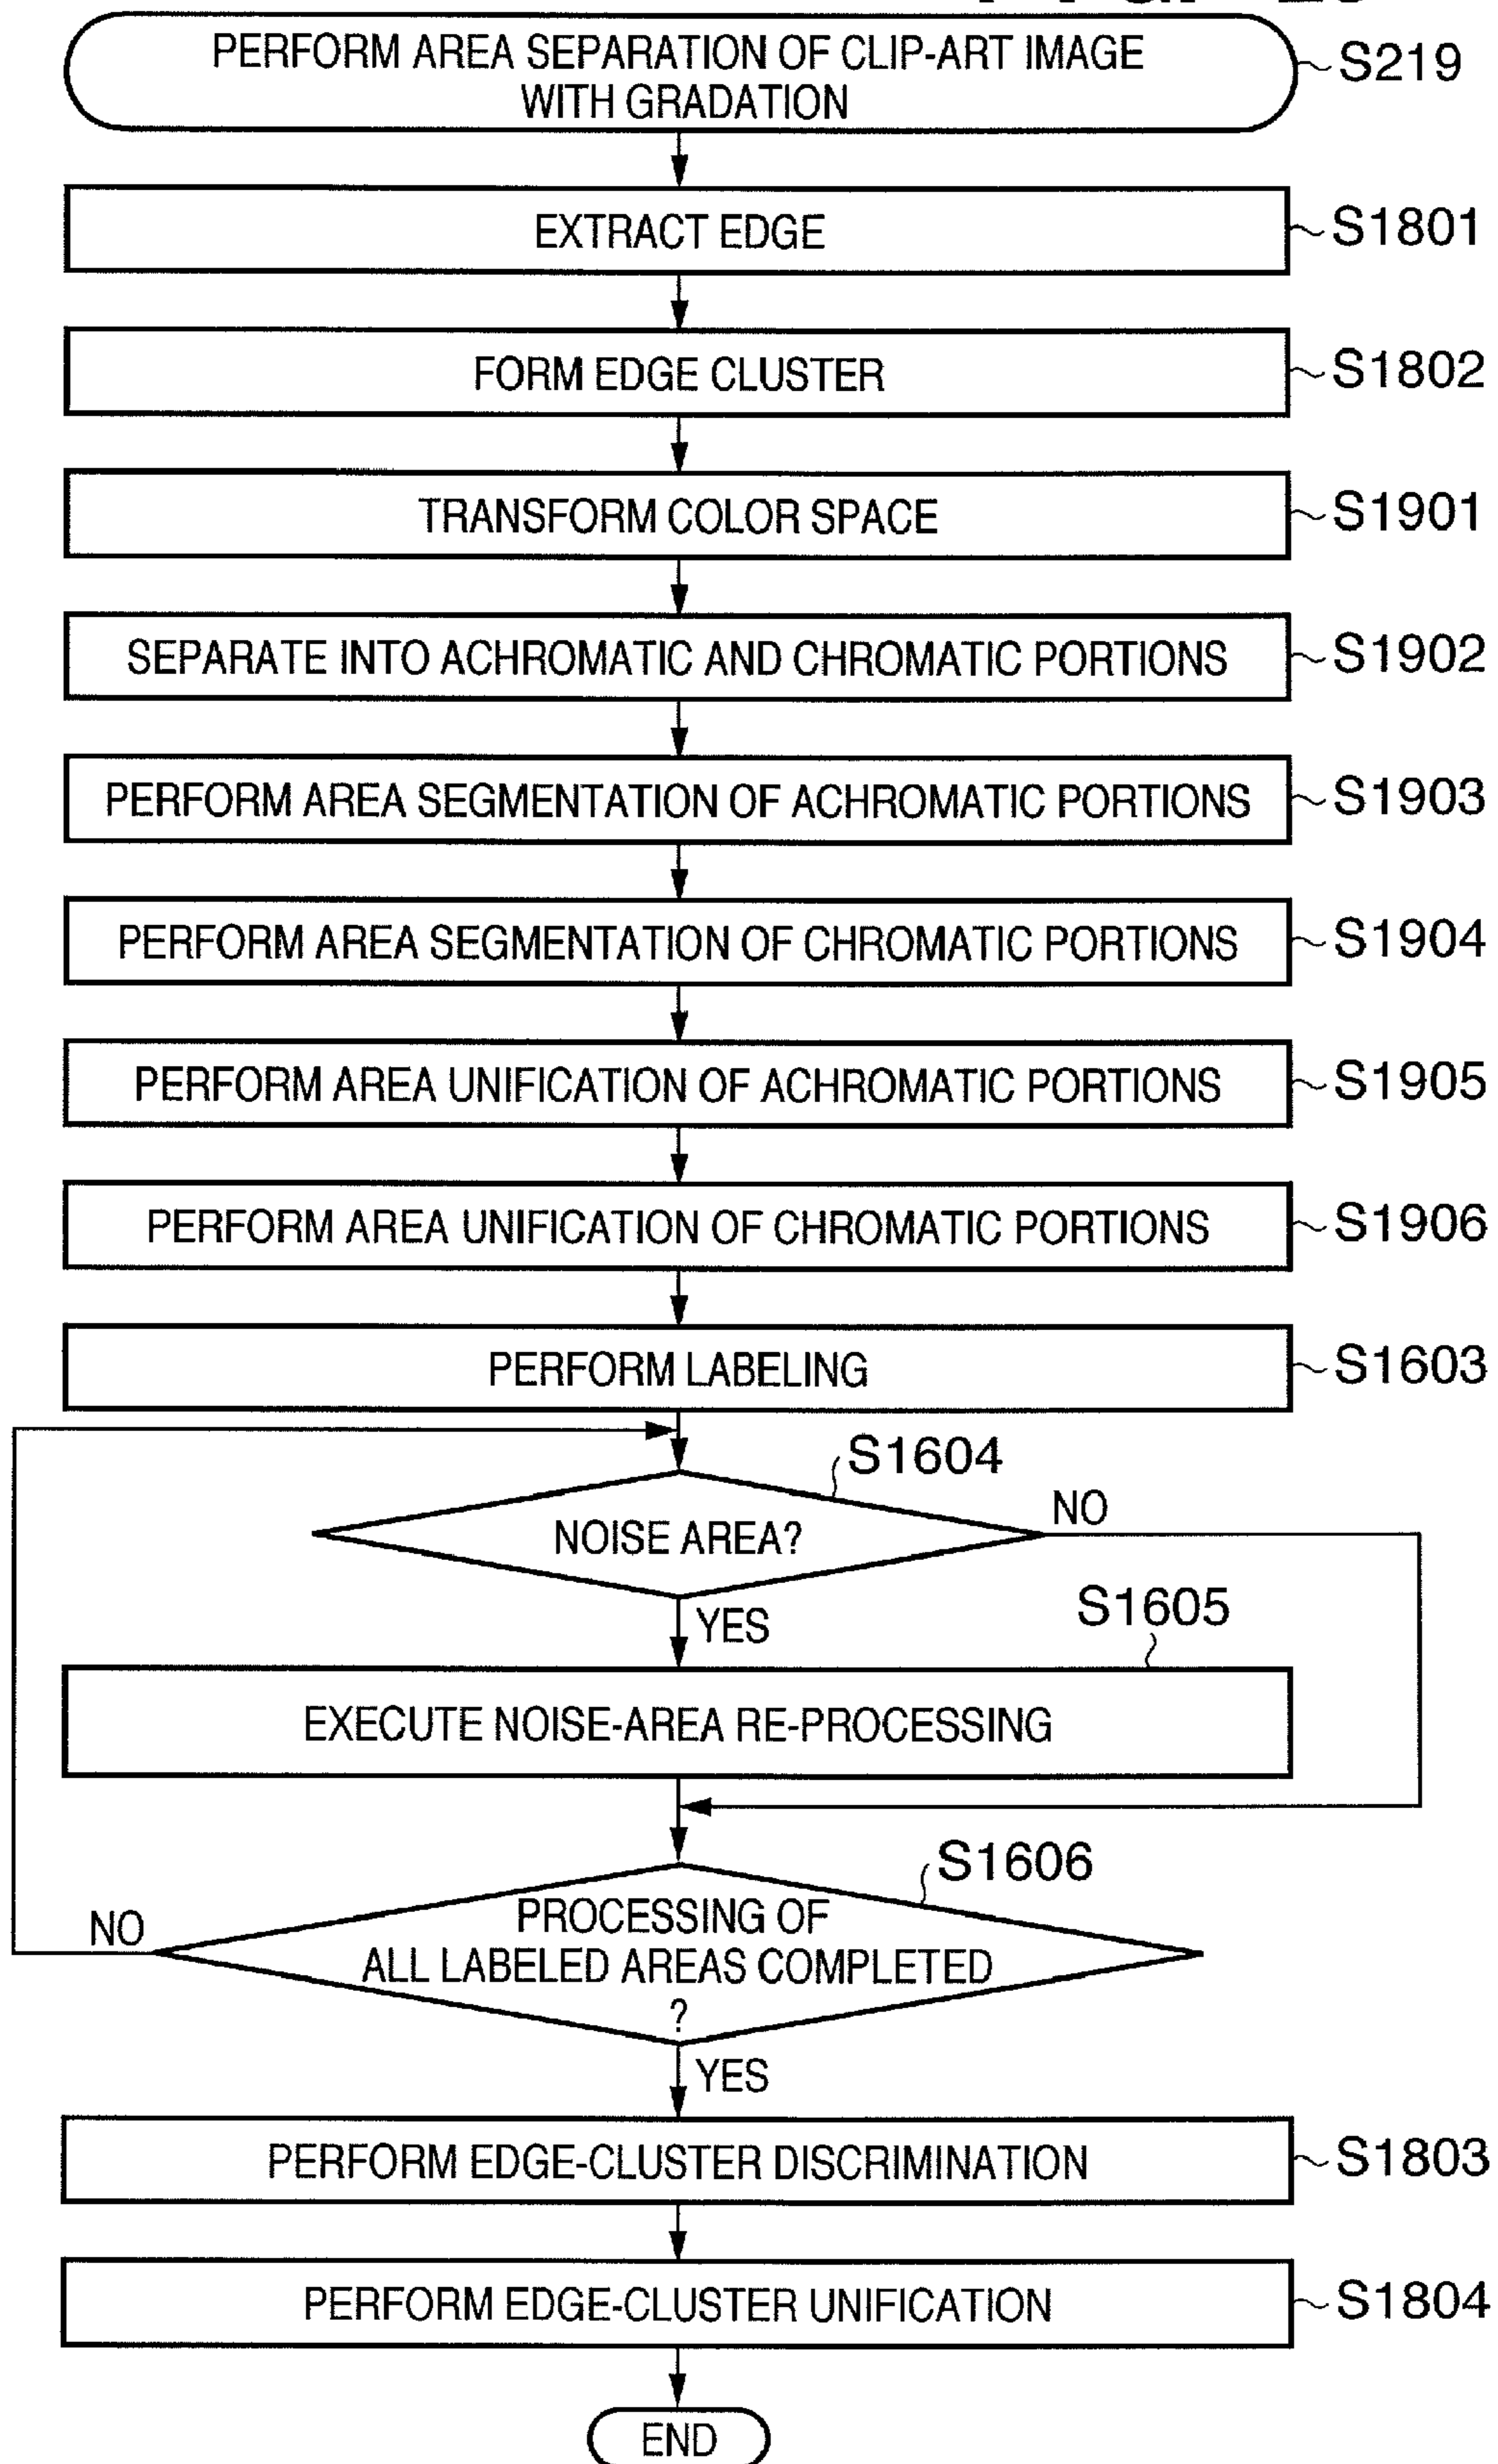 PERFORM AREA SEPARATION OF CLIP-ART IMAGE
WITH GRADATION
S219
EXTRACT EDGE
S1801
FORM EDGE CLUSTER
S1802
TRANSFORM COLOR SPACE
S1901
SEPARATE INTO ACHROMATIC AND CHROMATIC PORTIONS
S1902
PERFORM AREA SEGMENTATION OF ACHROMATIC PORTIONS
S1903
PERFORM AREA SEGMENTATION OF CHROMATIC PORTIONS
S1904
PERFORM AREA UNIFICATION OF ACHROMATIC PORTIONS
S1905
PERFORM AREA UNIFICATION OF CHROMATIC PORTIONS
S1906
PERFORM LABELING
S1603
S1604
NOISE AREA?
NO
YES
S1605
EXECUTE NOISE-AREA RE-PROCESSING
S1606
PROCESSING OF
ALL LABELED AREAS COMPLETED
?
NO
YES
PERFORM EDGE-CLUSTER DISCRIMINATION
S1803
PERFORM EDGE-CLUSTER UNIFICATION
S1804
END